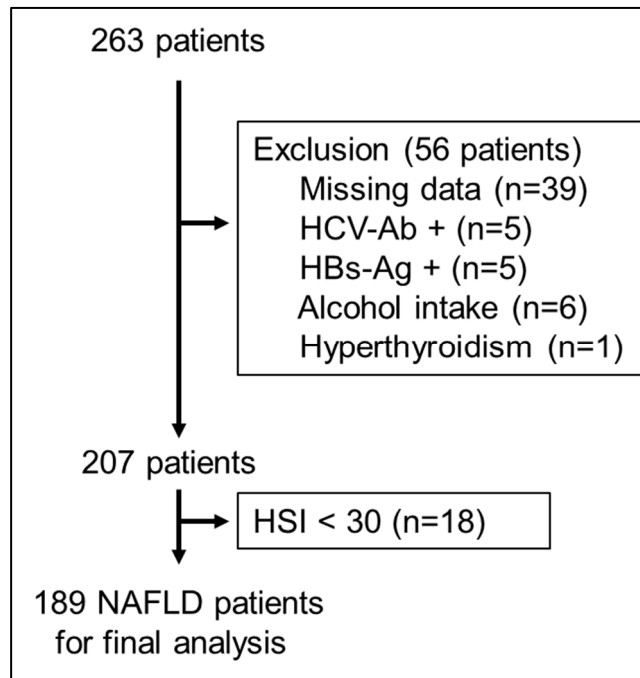 263 patients
Exclusion (56 patients)
Missing data (n=39)
HCV-Ab + (n=5)
HBs-Ag + (n=5)
Alcohol intake (n=6)
Hyperthyroidism (n=1)
207 patients
HSI < 30 (n=18)
189 NAFLD patients
for final analysis